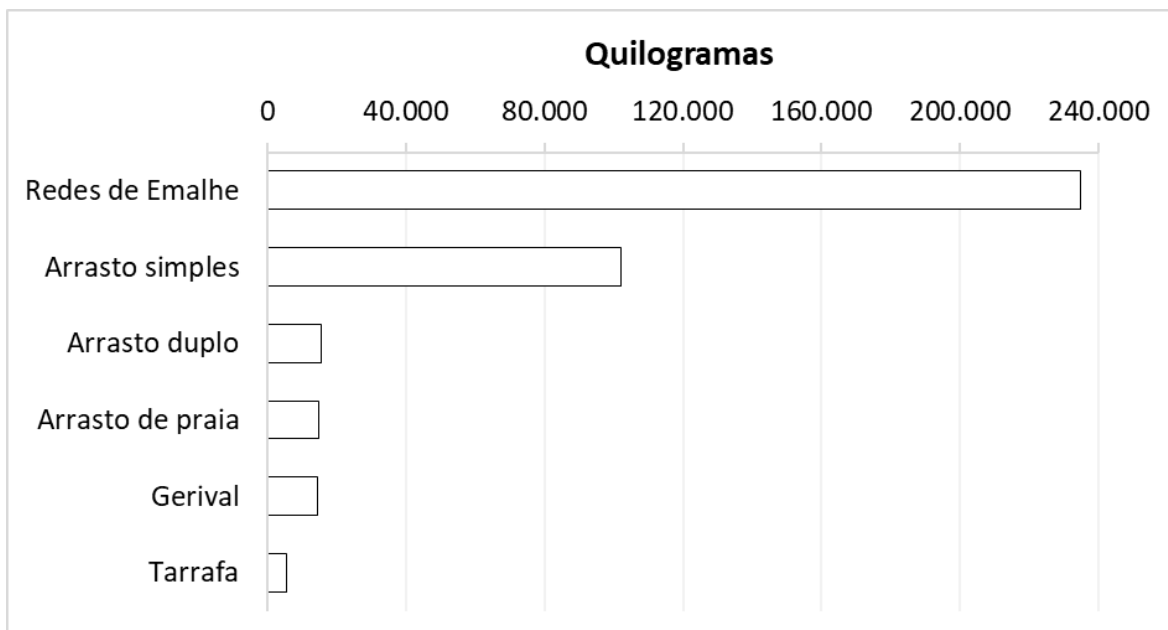 Quilogramas
0 40.000 80.000 120.000 160.000 200.000 240.000
Redes de Emalhe
Arrasto simples
Arrasto duplo
Arrasto de praia
Gerival
Tarrafa